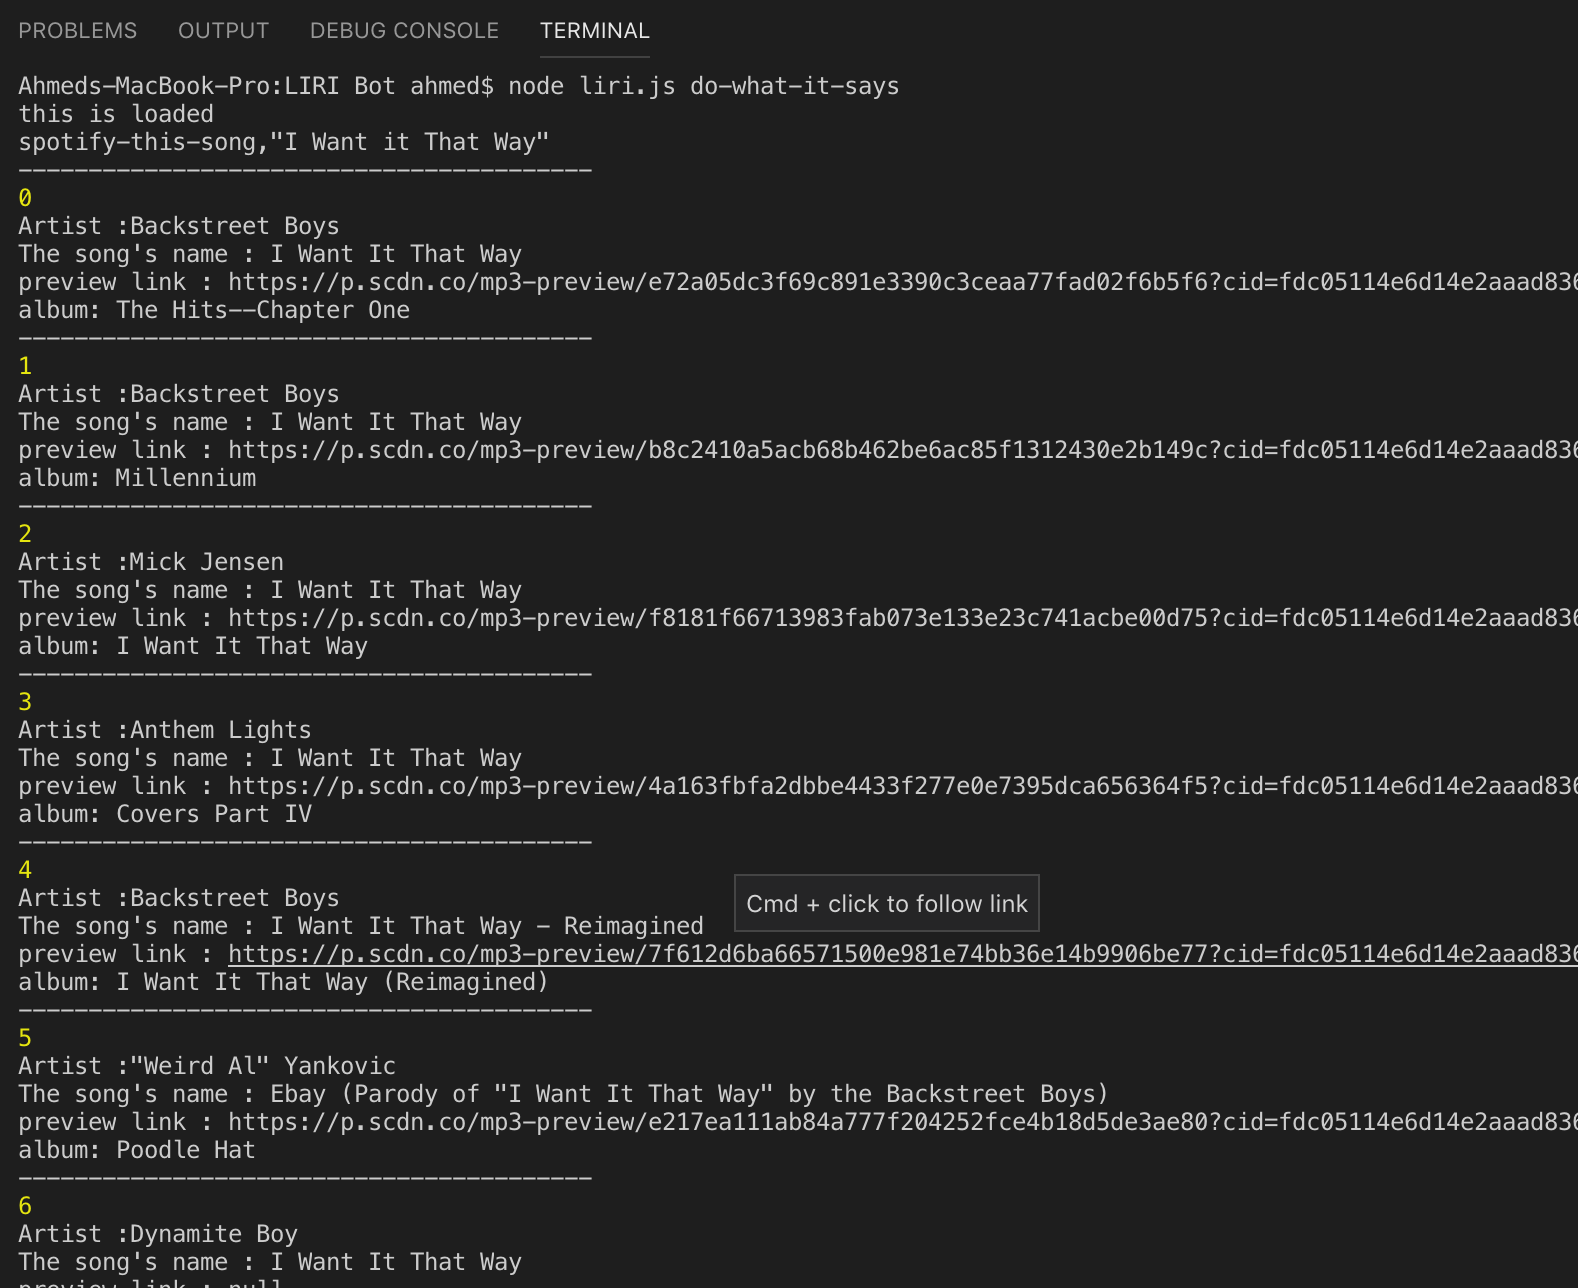 PROBLEMS OUTPUT DEBUG CONSOLE TERMINAL
Ahmeds-MacBook-Pro:LIRI Bot ahmed$ node liri.js do-what-it-says
this is loaded
spotify-this-song,"I Want it That Way"
-----------------------------------------
0
Artist :Backstreet Boys
The song's name : I Want It That Way
preview link : https://p.scdn.co/mp3-preview/e72a05dc3f69c891e3390c3ceaa77fad02f6b5f6?cid=fdc05114e6d14e2aaad836
album: The Hits--Chapter One
-----------------------------------------
1
Artist :Backstreet Boys
The song's name : I Want It That Way
preview link : https://p.scdn.co/mp3-preview/b8c2410a5acb68b462be6ac85f1312430e2b149c?cid=fdc05114e6d14e2aaad836
album: Millennium
-----------------------------------------
2
Artist :Mick Jensen
The song's name : I Want It That Way
preview link : https://p.scdn.co/mp3-preview/f8181f66713983fab073e133e23c741acbe00d75?cid=fdc05114e6d14e2aaad836
album: I Want It That Way
-----------------------------------------
3
Artist :Anthem Lights
The song's name : I Want It That Way
preview link : https://p.scdn.co/mp3-preview/4a163fbfa2dbbe4433f277e0e7395dca656364f5?cid=fdc05114e6d14e2aaad836
album: Covers Part IV
-----------------------------------------
4
Artist :Backstreet Boys
Cmd + click to follow link
The song's name : I Want It That Way - Reimagined
preview link : https://p.scdn.co/mp3-preview/7f612d6ba66571500e981e74bb36e14b9906be77?cid=fdc05114e6d14e2aaad836
album: I Want It That Way (Reimagined)
-----------------------------------------
5
Artist :"Weird Al" Yankovic
The song's name : Ebay (Parody of "I Want It That Way" by the Backstreet Boys)
preview link : https://p.scdn.co/mp3-preview/e217ea111ab84a777f204252fce4b18d5de3ae80?cid=fdc05114e6d14e2aaad836
album: Poodle Hat
-----------------------------------------
6
Artist :Dynamite Boy
The song's name : I Want It That Way
preview link : null